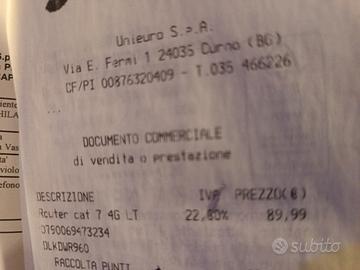 Unieuro S.p.A.
Via E. Fermi 1 24035 Curno (BG)
CF/PI 00876320409 - T.035 466226
...
DOCUMENTO COMMERCIALE
di vendita o prestazione
DESCRIZIONE IVA PREZZO(€)
Router cat 7 4G LT 22,00% 89,99
0790069473234
DLKDWR960
RACCOLTA PUNTI
subito